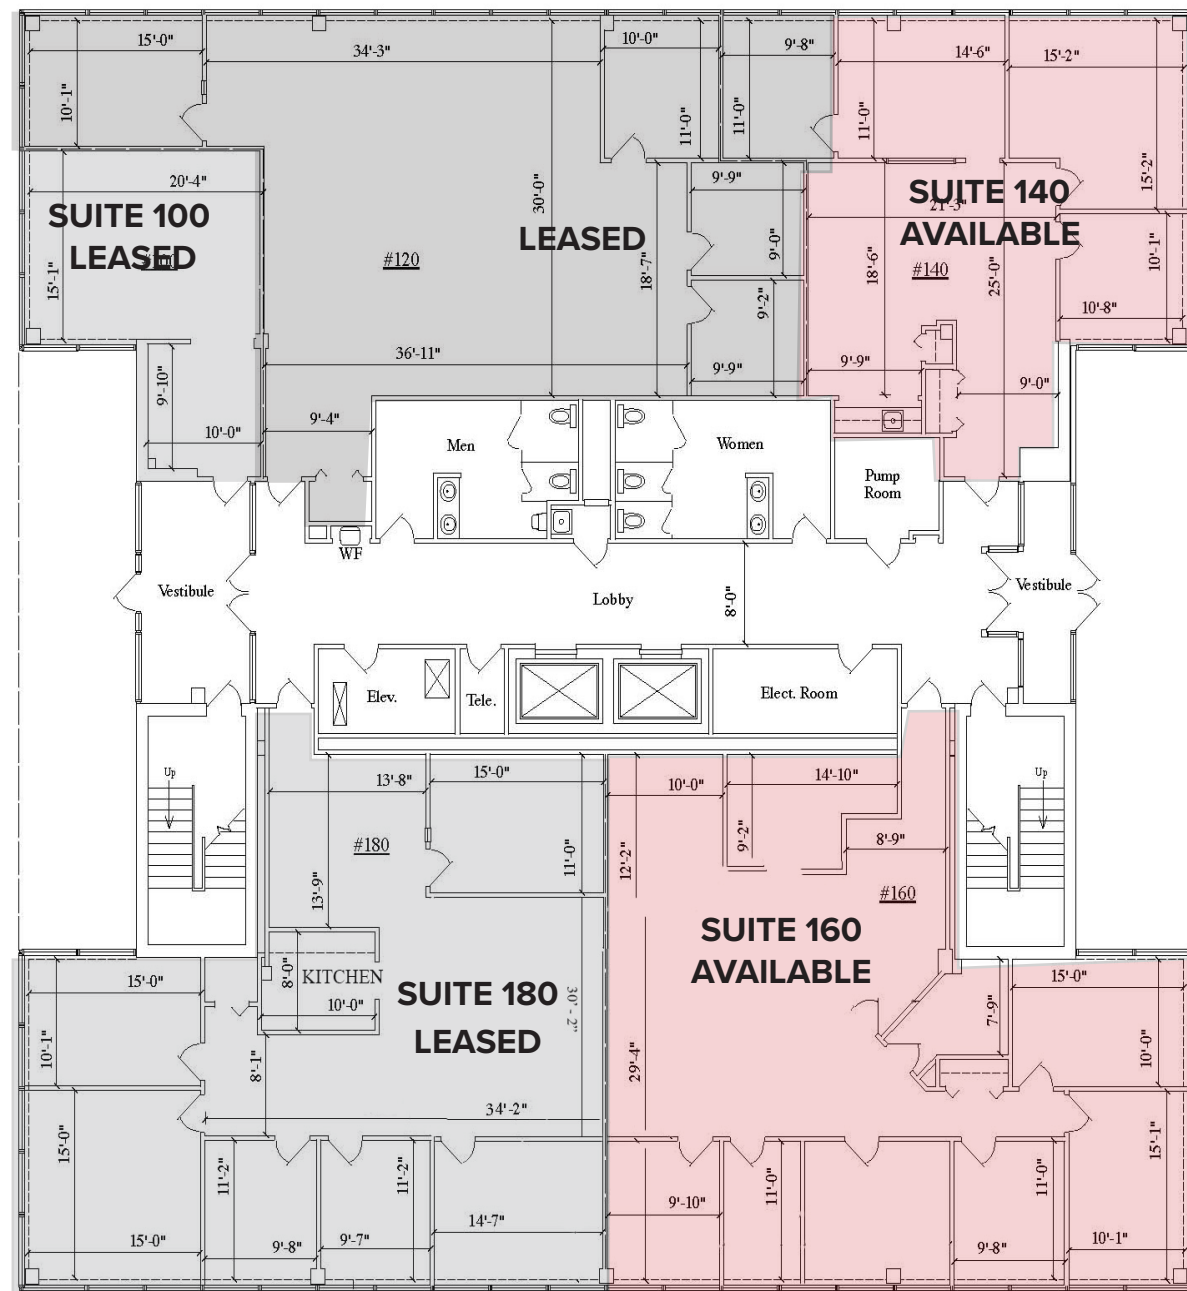 15'-0"
34'-3"
10'-0"
9'-8"
14'-6"
15'-2"
10'-1"
11'-0"
11'-0"
11'-0"
15'-2"
20'-4"
SUITE 100
LEASED
15'-1"
30'-0"
#120
LEASED
18'-7"
9'-9"
9'-0"
9'-2"
9'-9"
SUITE 140
21'-3"
AVAILABLE
#140
18'-6"
25'-0"
10'-1"
10'-8"
36'-11"
9'-9"
9'-0"
9'-10"
10'-0"
9'-4"
Men
Women
Pump
Room
WF
Vestibule
Lobby
8'-0"
Vestibule
Elev.
Tele.
Elect. Room
Up
Up
13'-8"
15'-0"
10'-0"
14'-10"
#180
11'-0"
12'-2"
9'-2"
8'-9"
13'-9"
#160
SUITE 160
AVAILABLE
8'-0"
KITCHEN
10'-0"
SUITE 180
LEASED
30'- 2"
15'-0"
10'-1"
8'-1"
29'-4"
7'-9"
15'-0"
10'-0"
34'-2"
15'-0"
11'-2"
11'-2"
11'-0"
11'-0"
15'-1"
15'-0"
9'-8"
9'-7"
14'-7"
9'-10"
9'-8"
10'-1"